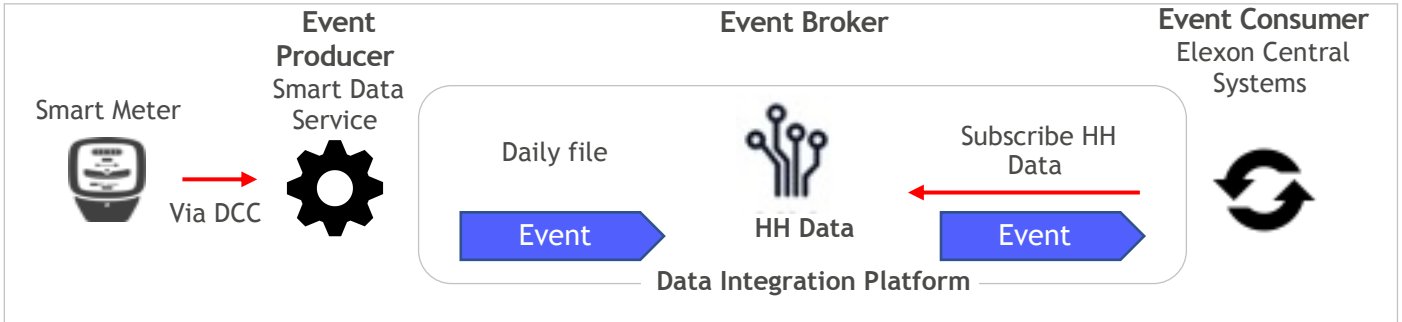 Event
Producer
Smart Data
Service
Event Broker
Event Consumer
Elexon Central
Systems
Smart Meter
Via DCC
Daily file
Event
HH Data
Subscribe HH
Data
Event
Data Integration Platform